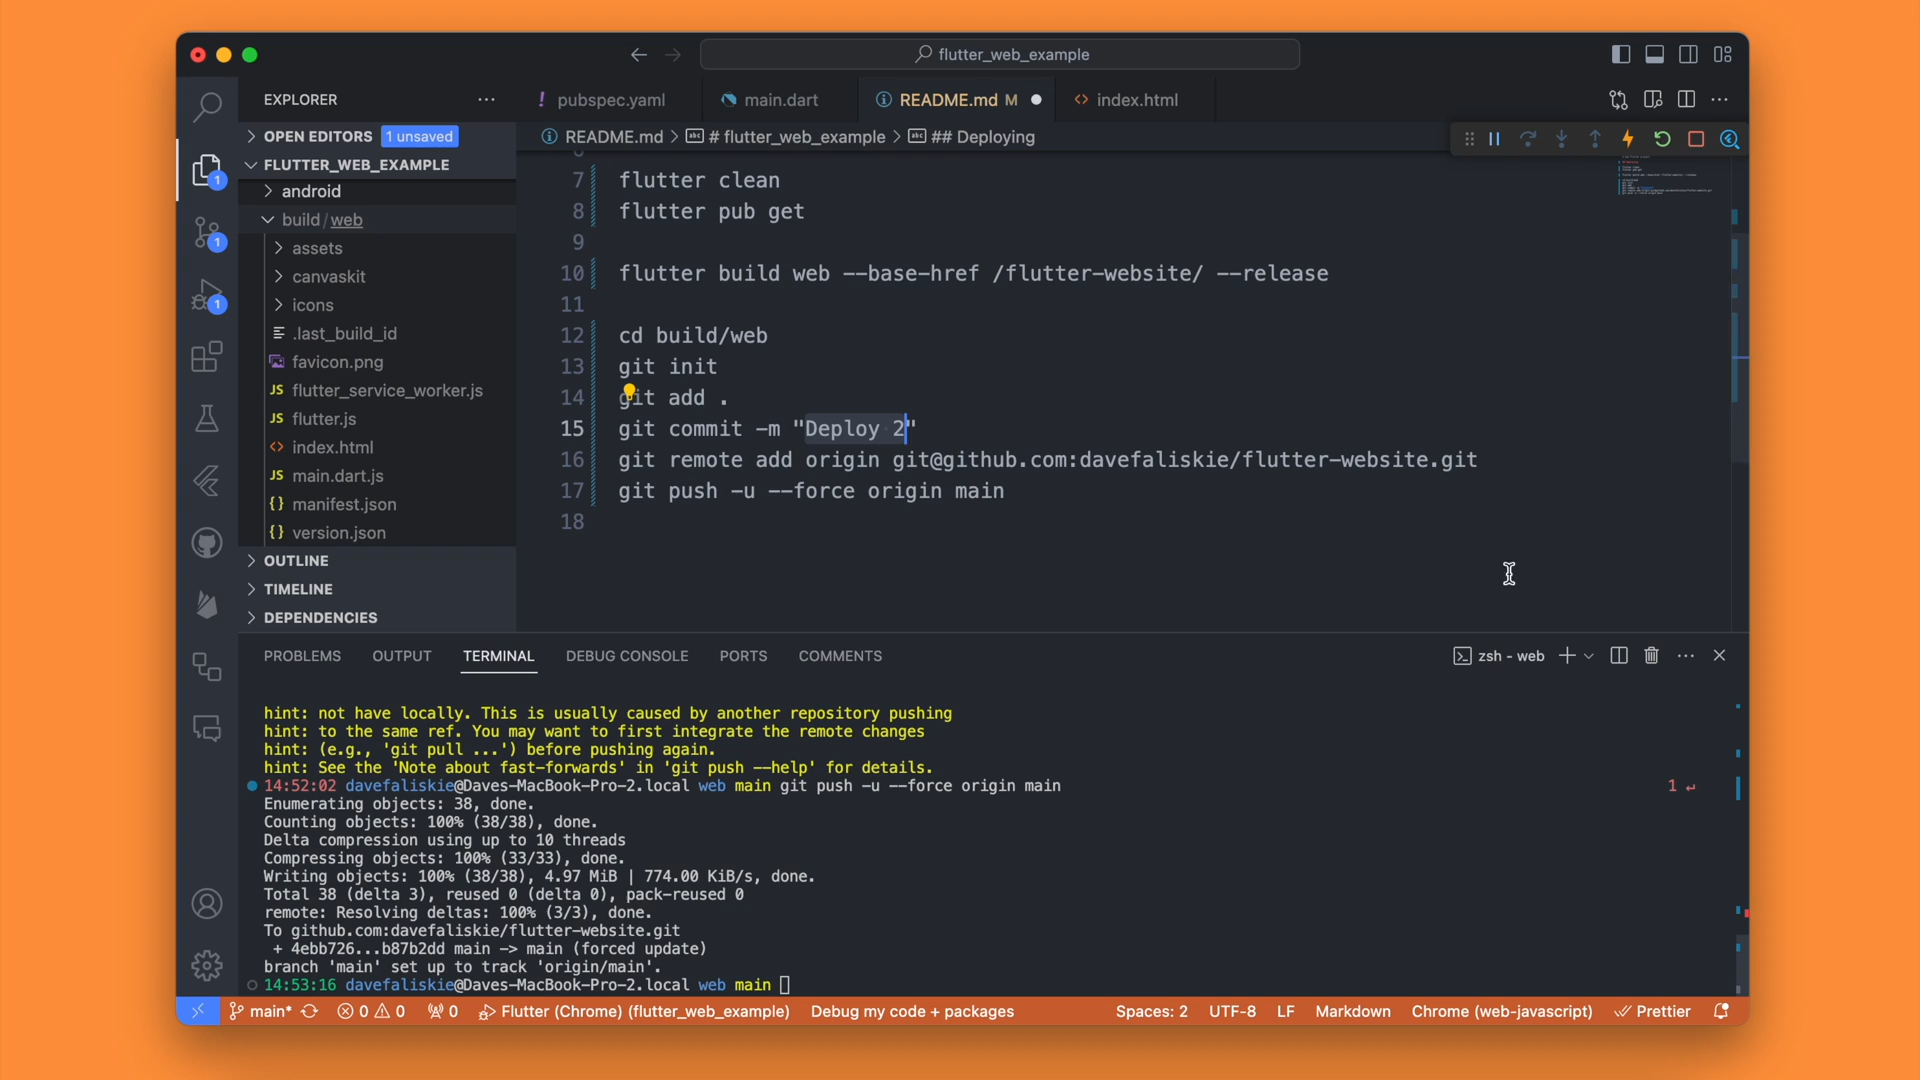 flutter_web_example
EXPLORER
pubspec.yaml
main.dart
README.md M
index.html
OPEN EDITORS 1 unsaved
README.md > # flutter_web_example > ## Deploying
FLUTTER_WEB_EXAMPLE
android
build/web
assets
canvaskit
icons
.last_build_id
favicon.png
JS flutter_service_worker.js
JS flutter.js
<> index.html
JS main.dart.js
{} manifest.json
{} version.json
OUTLINE
TIMELINE
DEPENDENCIES
1
1
1
7 flutter clean
8 flutter pub get
9
10 flutter build web --base-href /flutter-website/ --release
11
12 cd build/web
13 git init
14 git add .
15 git commit -m "Deploy 2"
16 git remote add origin git@github.com:davefaliskie/flutter-website.git
17 git push -u --force origin main
18
PROBLEMS OUTPUT TERMINAL DEBUG CONSOLE PORTS COMMENTS
zsh - web
hint: not have locally. This is usually caused by another repository pushing
hint: to the same ref. You may want to first integrate the remote changes
hint: (e.g., 'git pull ...') before pushing again.
hint: See the 'Note about fast-forwards' in 'git push --help' for details.
14:52:02 davefaliskie@Daves-MacBook-Pro-2.local web main git push -u --force origin main 1 ↵
Enumerating objects: 38, done.
Counting objects: 100% (38/38), done.
Delta compression using up to 10 threads
Compressing objects: 100% (33/33), done.
Writing objects: 100% (38/38), 4.97 MiB | 774.00 KiB/s, done.
Total 38 (delta 3), reused 0 (delta 0), pack-reused 0
remote: Resolving deltas: 100% (3/3), done.
To github.com:davefaliskie/flutter-website.git
+ 4ebb726...b87b2dd main -> main (forced update)
branch 'main' set up to track 'origin/main'.
14:53:16 davefaliskie@Daves-MacBook-Pro-2.local web main
main* 0 0 0 Flutter (Chrome) (flutter_web_example) Debug my code + packages Spaces: 2 UTF-8 LF Markdown Chrome (web-javascript) Prettier